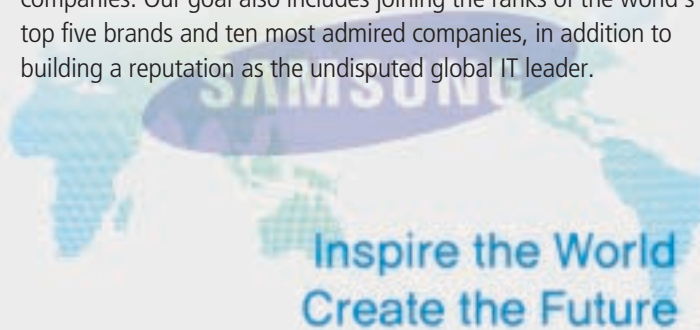 companies. Our goal also includes joining the ranks of the world's
top five brands and ten most admired companies, in addition to
building a reputation as the undisputed global IT leader.
SAMSUNG
Inspire the World
Create the Future